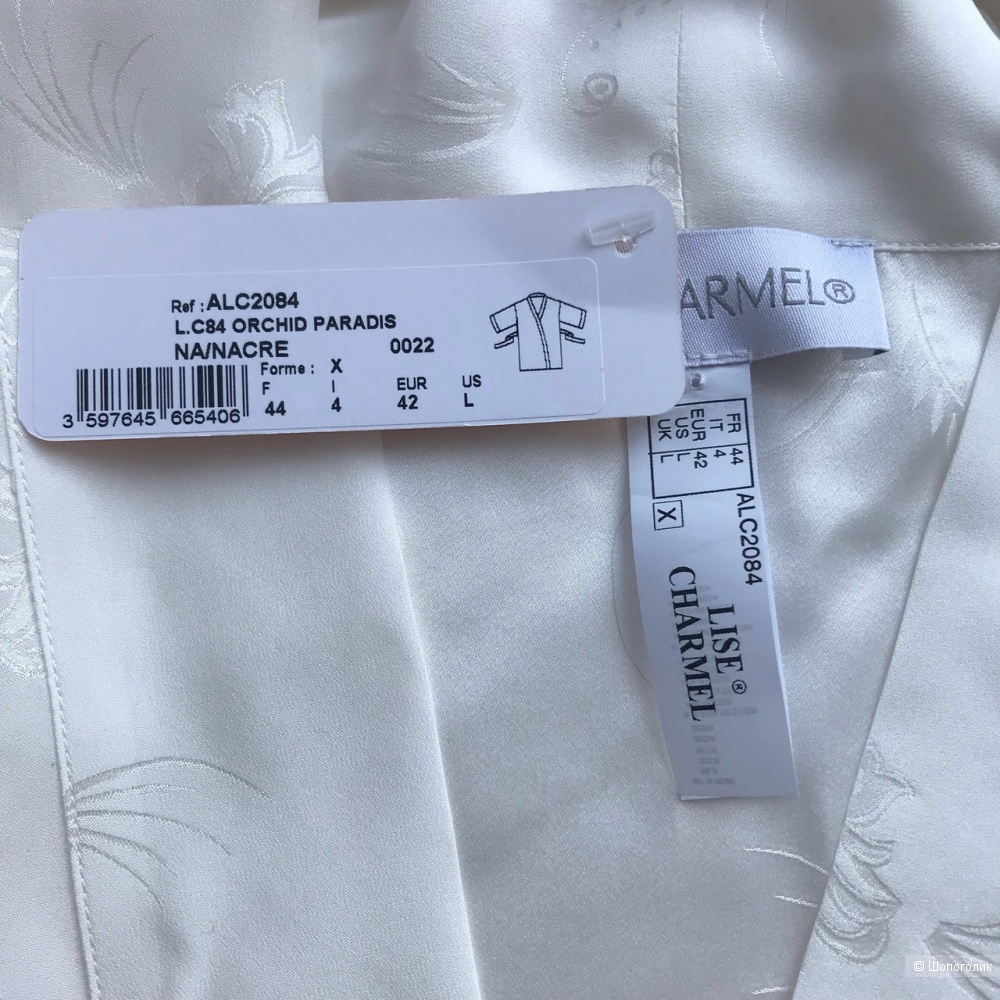 Ref : ALC2084
L.C84 ORCHID PARADIS
NA/NACRE 0022
Forme : X
F I EUR US
44 4 42 L
3 597645 665406
ARMEL®
FR 44
IT 4
EUR 42
US L
UK L
X
ALC2084
LISE ®
CHARMEL
© Шопоголик